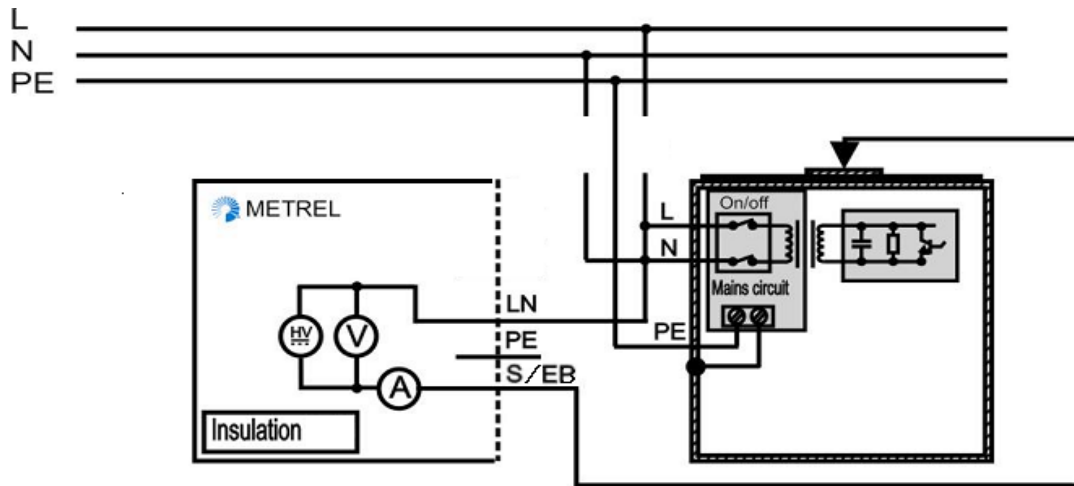 L
N
PE
METREL
On/off
L
N
Mains circuit
LN
PE
PE
S/EB
HV
V
A
Insulation